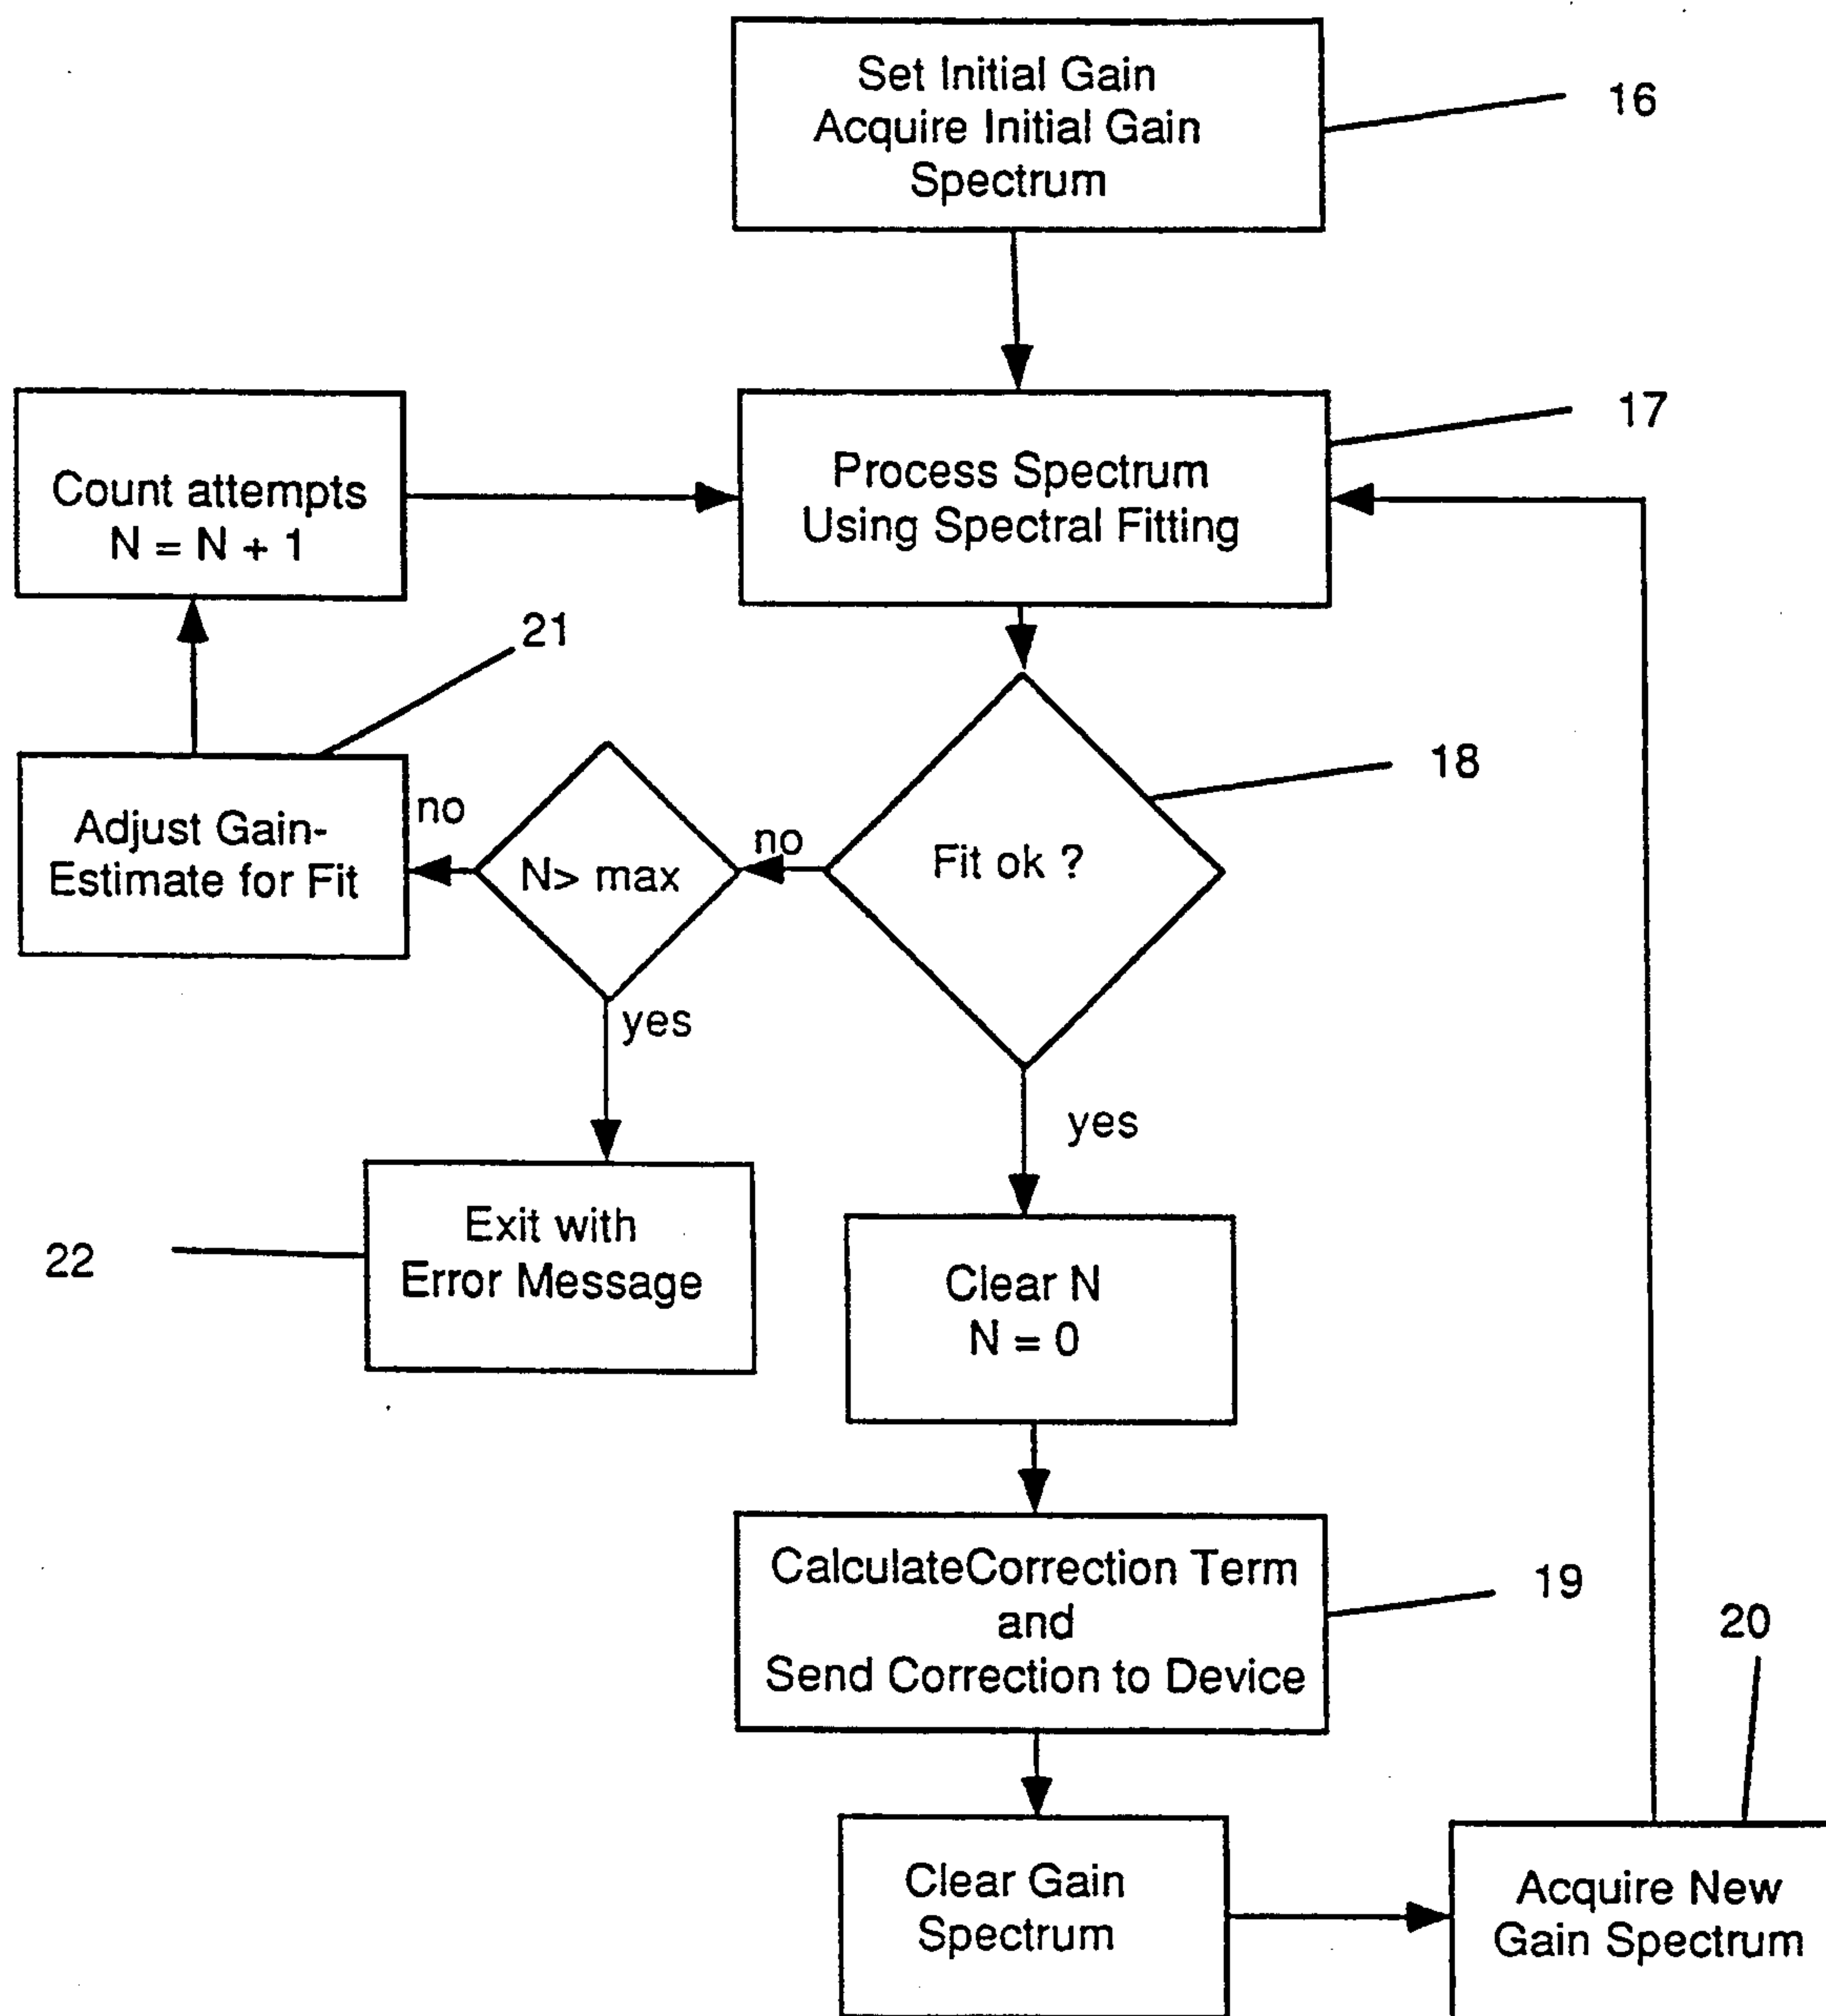 Set Initial Gain
Acquire Initial Gain
Spectrum
16
Count attempts
N = N + 1
Process Spectrum
Using Spectral Fitting
17
21
Adjust Gain-
Estimate for Fit
no
N> max
no
Fit ok ?
18
yes
yes
22
Exit with
Error Message
Clear N
N = 0
CalculateCorrection Term
and
Send Correction to Device
19
20
Clear Gain
Spectrum
Acquire New
Gain Spectrum